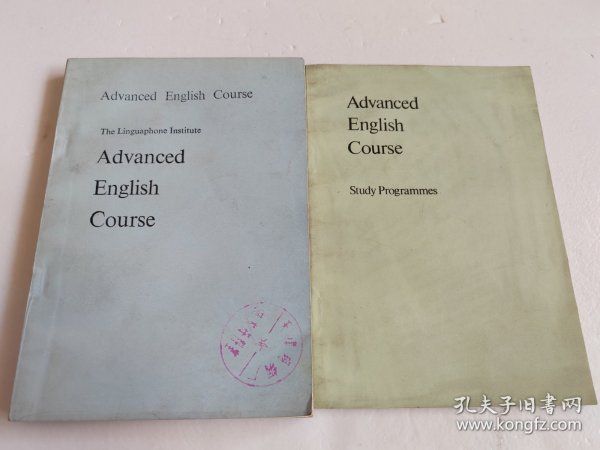 Advanced English Course
The Linguaphone Institute
Advanced
English
Course
Advanced
English
Course
Study Programmes
孔夫子旧书网
www.kongfz.com